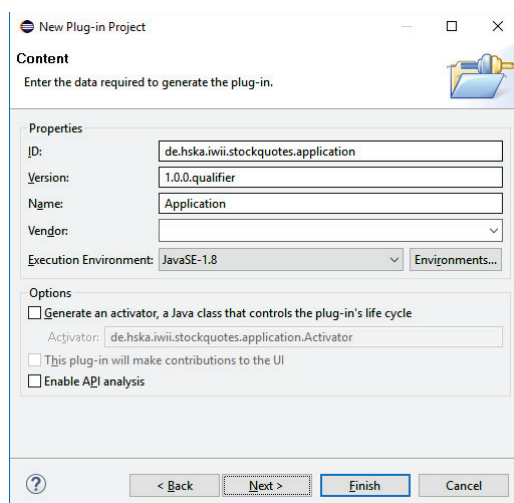 New Plug-in Project
Content
Enter the data required to generate the plug-in.
Properties
ID: de.hska.iwii.stockquotes.application
Version: 1.0.0.qualifier
Name: Application
Vendor:
Execution Environment: JavaSE-1.8 Environments...
Options
Generate an activator, a Java class that controls the plug-in's life cycle
Activator: de.hska.iwii.stockquotes.application.Activator
This plug-in will make contributions to the UI
Enable API analysis
? < Back Next > Finish Cancel